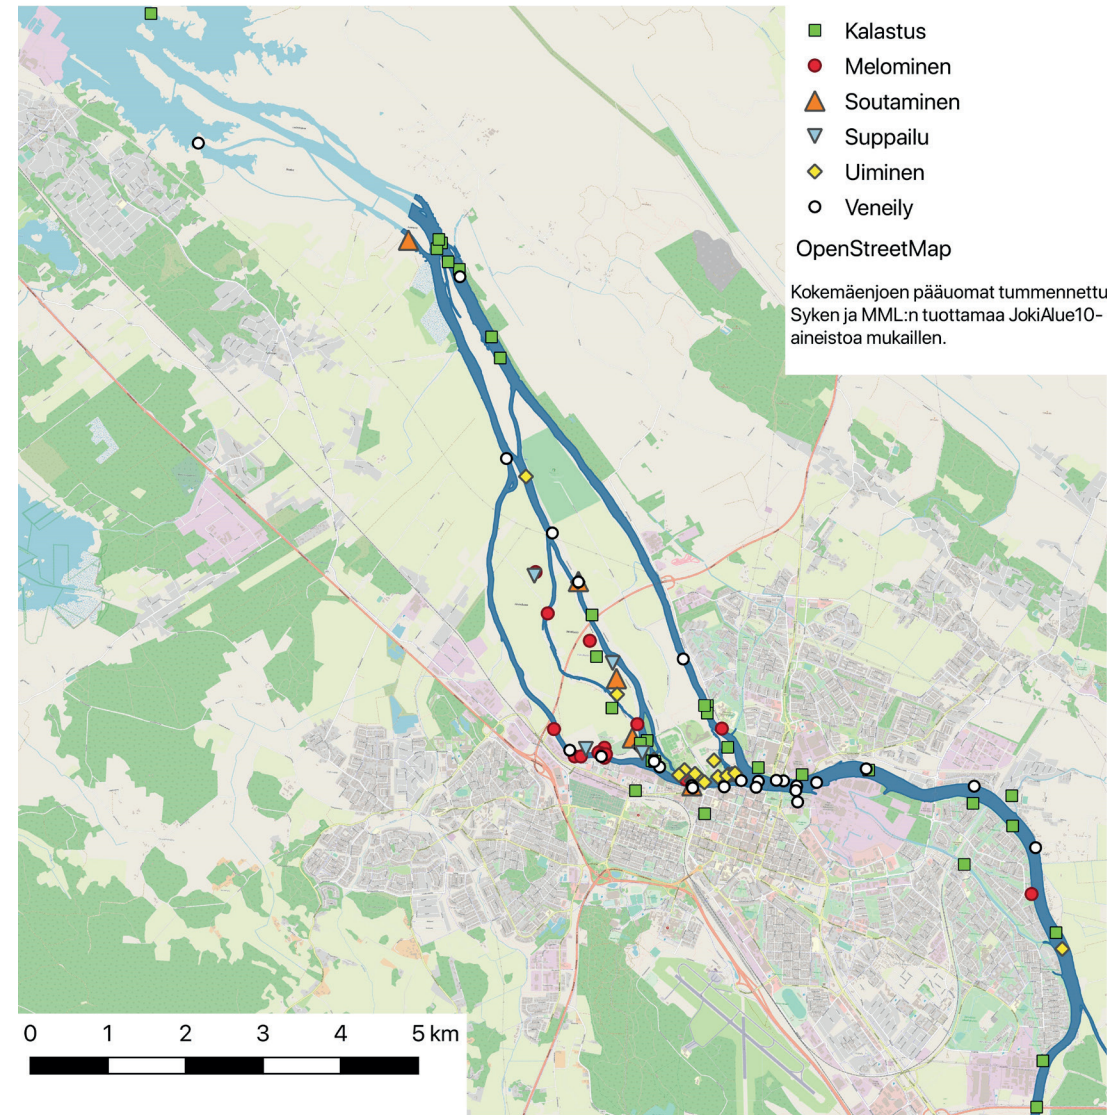 Kalastus
Melominen
Soutaminen
Suppailu
Uiminen
Veneily
OpenStreetMap
Kokemäenjoen pääuomat tummennettu
Syken ja MML:n tuottamaa JokiAlue10-
aineistoa mukaillen.
0 1 2 3 4 5 km